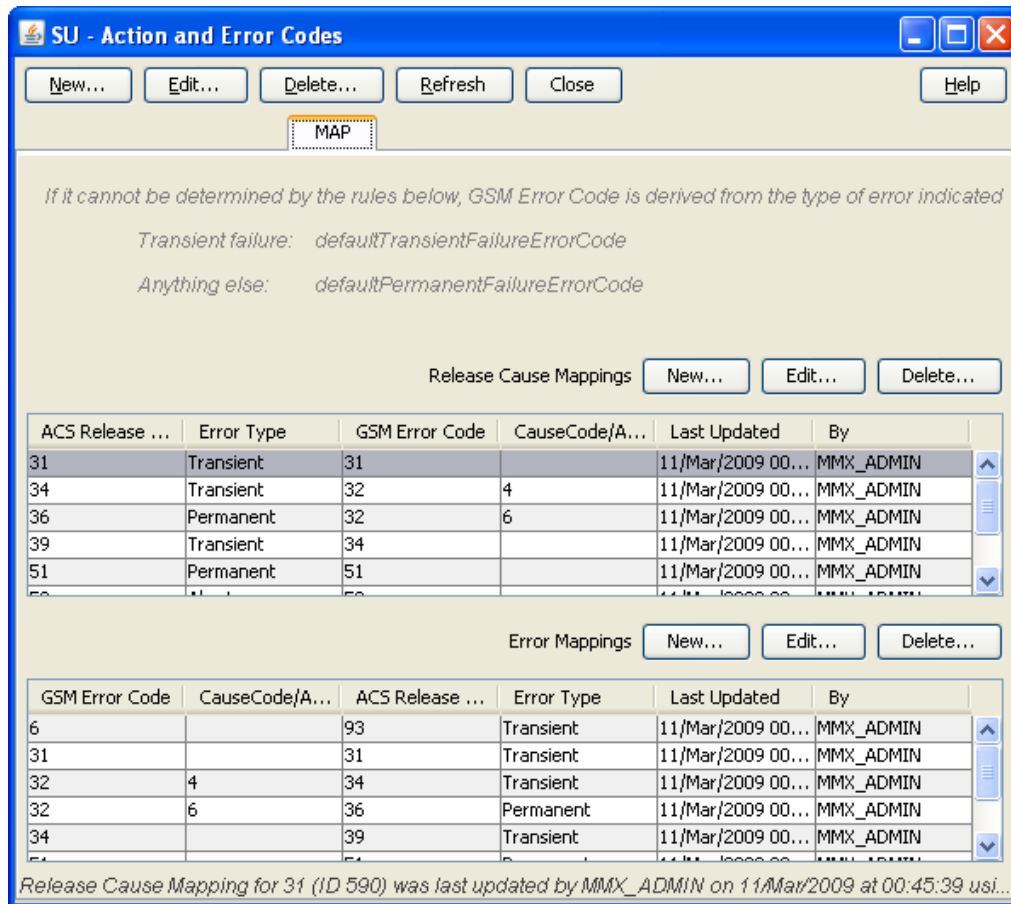 SU - Action and Error Codes
New... Edit... Delete... Refresh Close Help
MAP
If it cannot be determined by the rules below, GSM Error Code is derived from the type of error indicated
Transient failure: defaultTransientFailureErrorCode
Anything else: defaultPermanentFailureErrorCode
Release Cause Mappings New... Edit... Delete...
ACS Release ... Error Type GSM Error Code CauseCode/A... Last Updated By
31 Transient 31 11/Mar/2009 00... MMX_ADMIN
34 Transient 32 4 11/Mar/2009 00... MMX_ADMIN
36 Permanent 32 6 11/Mar/2009 00... MMX_ADMIN
39 Transient 34 11/Mar/2009 00... MMX_ADMIN
51 Permanent 51 11/Mar/2009 00... MMX_ADMIN
Error Mappings New... Edit... Delete...
GSM Error Code CauseCode/A... ACS Release ... Error Type Last Updated By
6 93 Transient 11/Mar/2009 00... MMX_ADMIN
31 31 Transient 11/Mar/2009 00... MMX_ADMIN
32 4 34 Transient 11/Mar/2009 00... MMX_ADMIN
32 6 36 Permanent 11/Mar/2009 00... MMX_ADMIN
34 39 Transient 11/Mar/2009 00... MMX_ADMIN
Release Cause Mapping for 31 (ID 590) was last updated by MMX_ADMIN on 11/Mar/2009 at 00:45:39 usi...